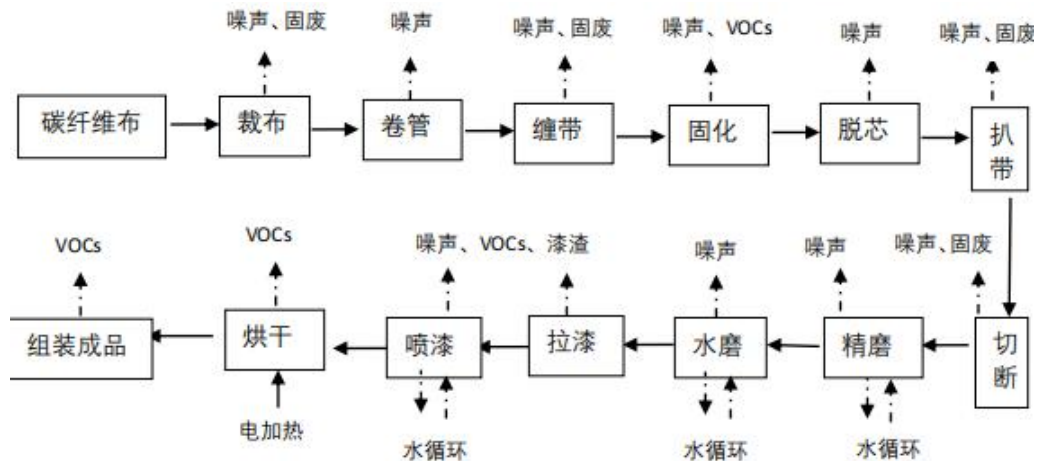 噪声、固废
噪声
噪声、固废
噪声、VOCs
噪声
噪声、固废
碳纤维布
裁布
卷管
缠带
固化
脱芯
扒带
VOCs
VOCs
噪声、VOCs、漆渣
噪声
噪声
噪声、固废
组装成品
烘干
喷漆
拉漆
水磨
精磨
切断
电加热
水循环
水循环
水循环